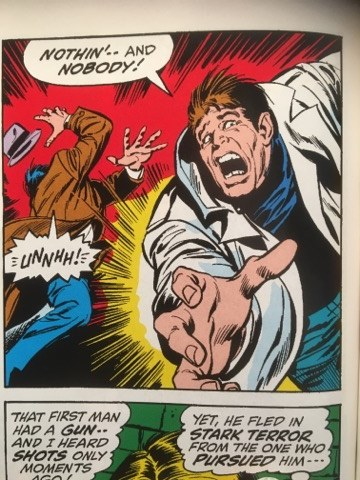 NOTHIN'-- AND
NOBODY!
UNNHH!
THAT FIRST MAN
HAD A GUN--
AND I HEARD
SHOTS ONLY
MOMENTS
AGO!
YET, HE FLED IN
STARK TERROR
FROM THE ONE WHO
PURSUED HIM---